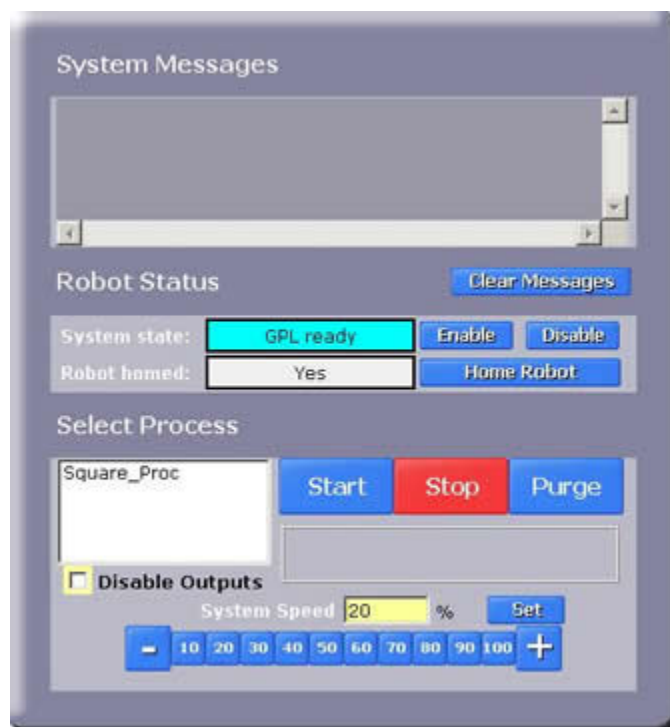 System Messages
Robot Status
Clear Messages
System state: GPL ready Enable Disable
Robot homed: Yes Home Robot
Select Process
Square_Proc
Start Stop Purge
Disable Outputs
System Speed 20 % Set
- 10 20 30 40 50 60 70 80 90 100 +